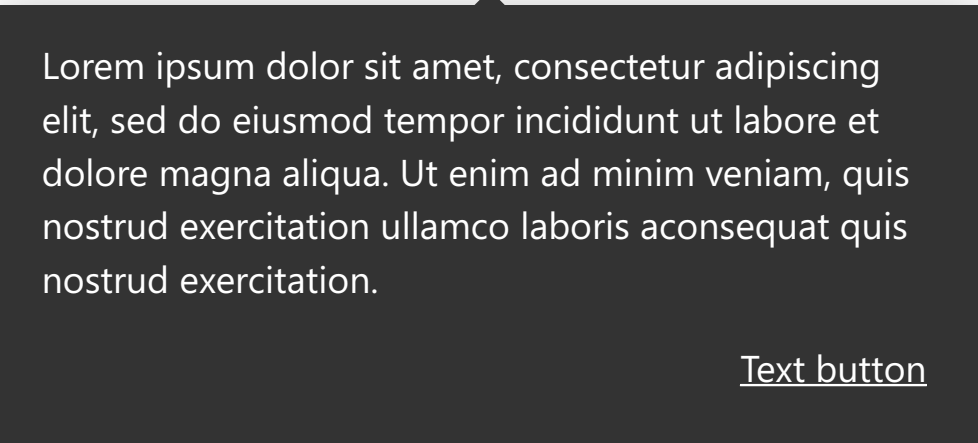 Lorem ipsum dolor sit amet, consectetur adipiscing
elit, sed do eiusmod tempor incididunt ut labore et
dolore magna aliqua. Ut enim ad minim veniam, quis
nostrud exercitation ullamco laboris aconsequat quis
nostrud exercitation.
Text button